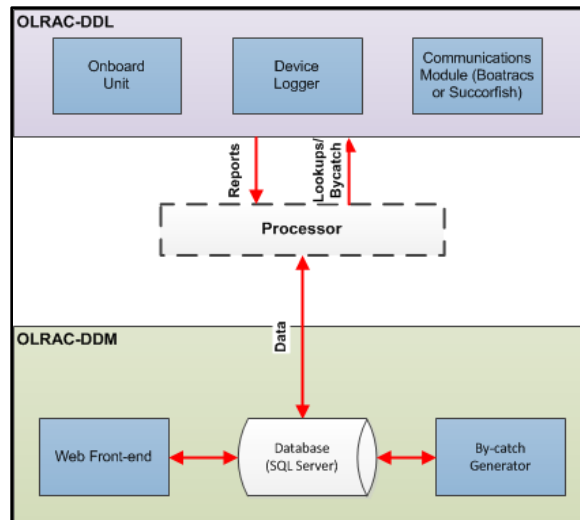 OLRAC-DDL
Onboard
Unit
Device
Logger
Communications
Module (Boatracs
or Succorfish)
Reports
Lookups/
Bycatch
Processor
Data
OLRAC-DDM
Web Front-end
Database
(SQL Server)
By-catch
Generator